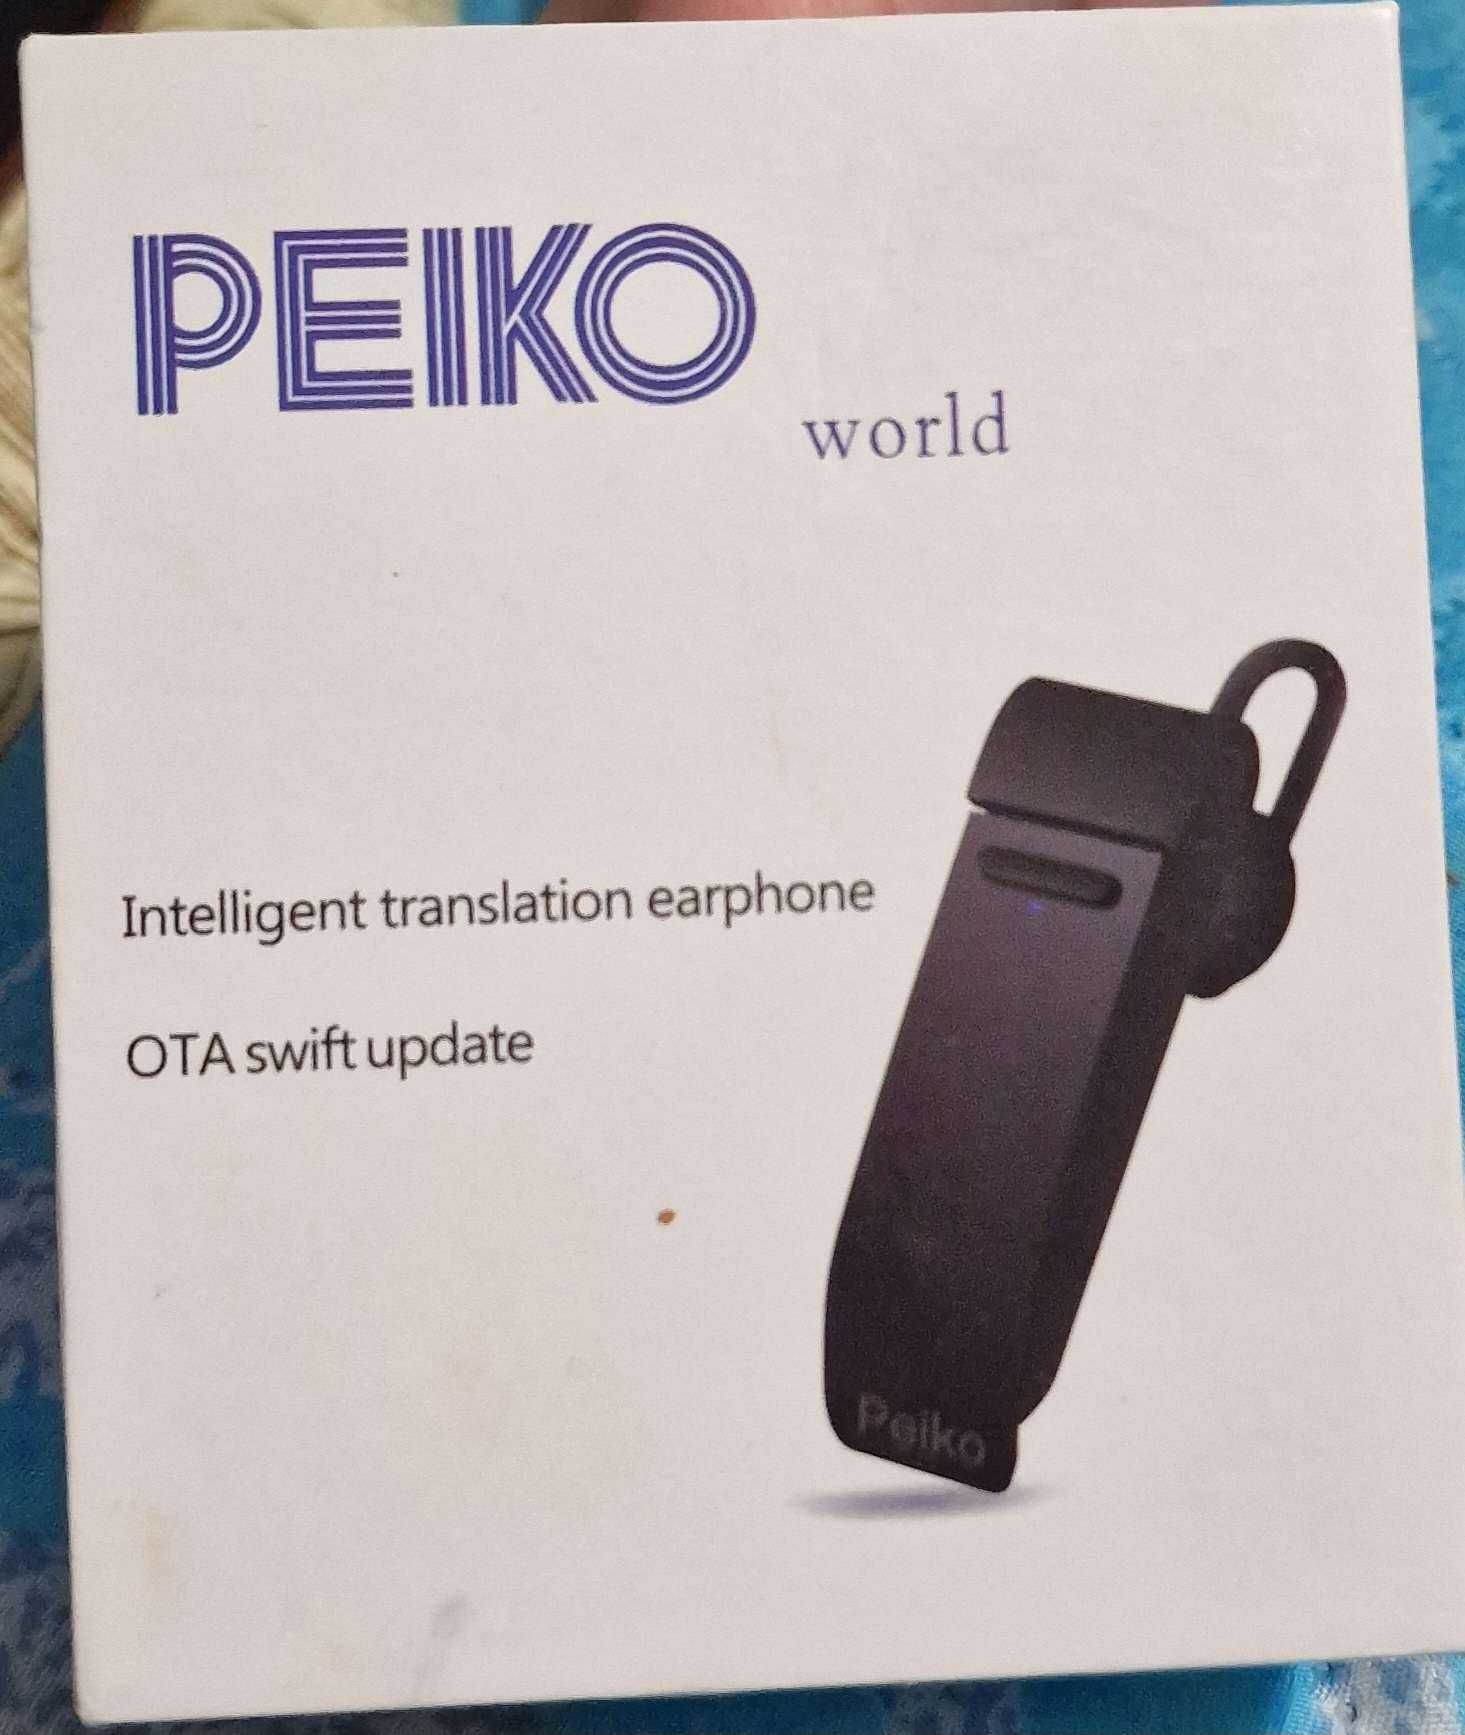 PEIKO
world
Intelligent translation earphone
OTA swift update
Peiko